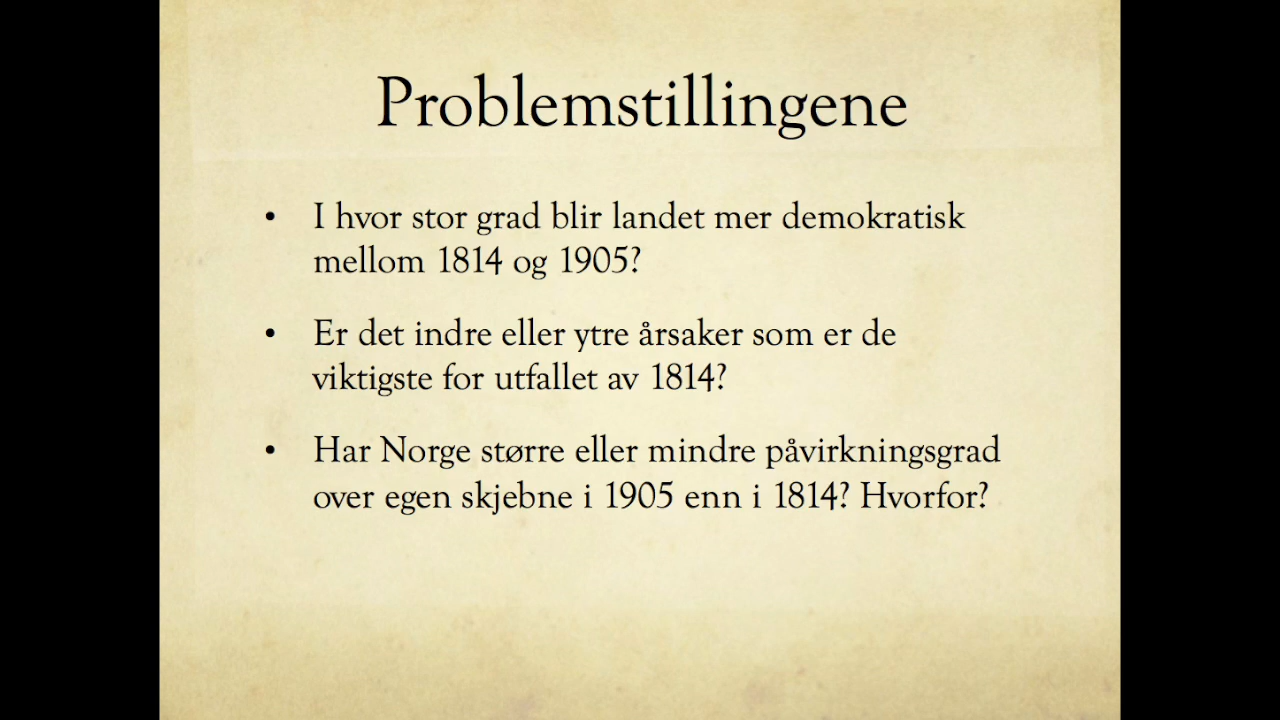 Problemstillingene
• I hvor stor grad blir landet mer demokratisk
mellom 1814 og 1905?
• Er det indre eller ytre årsaker som er de
viktigste for utfallet av 1814?
• Har Norge større eller mindre påvirkningsgrad
over egen skjebne i 1905 enn i 1814? Hvorfor?